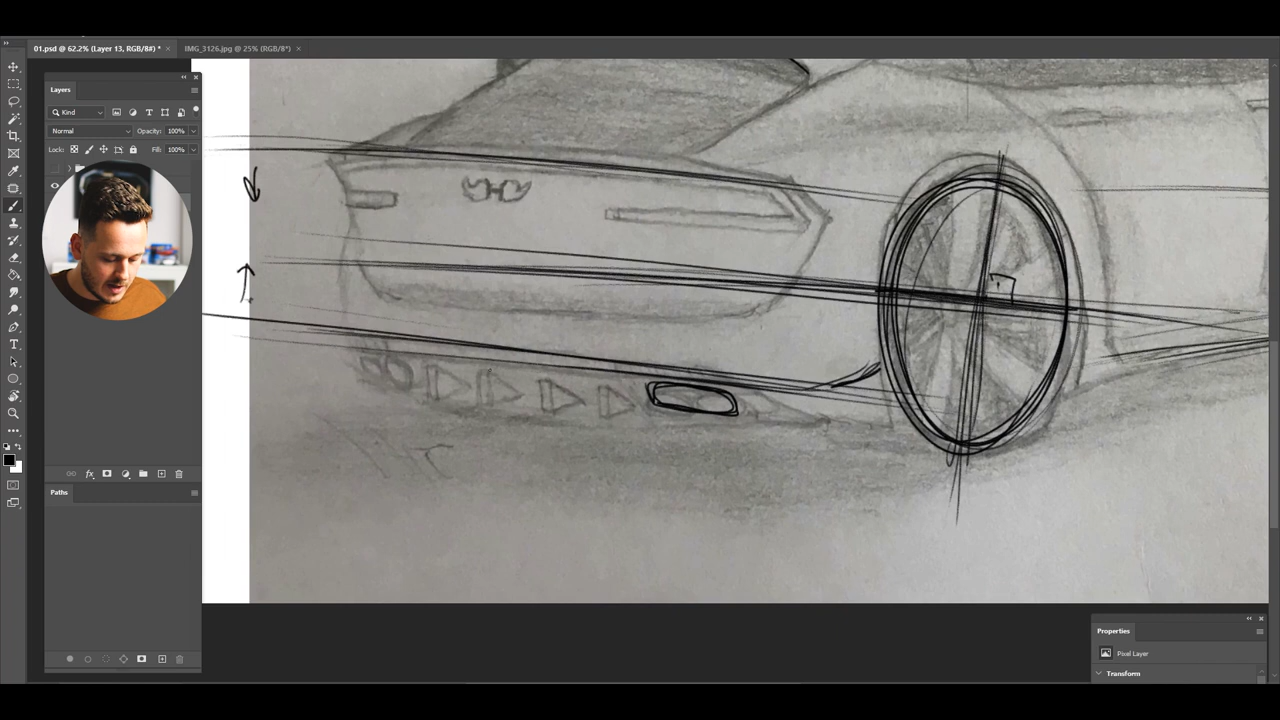 01.psd @ 62.2% (Layer 13, RGB/8#) *
IMG_3126.jpg @ 25% (RGB/8*)
Layers
Kind
Normal
Opacity: 100%
Lock:
Fill: 100%
Paths
Properties
Pixel Layer
Transform